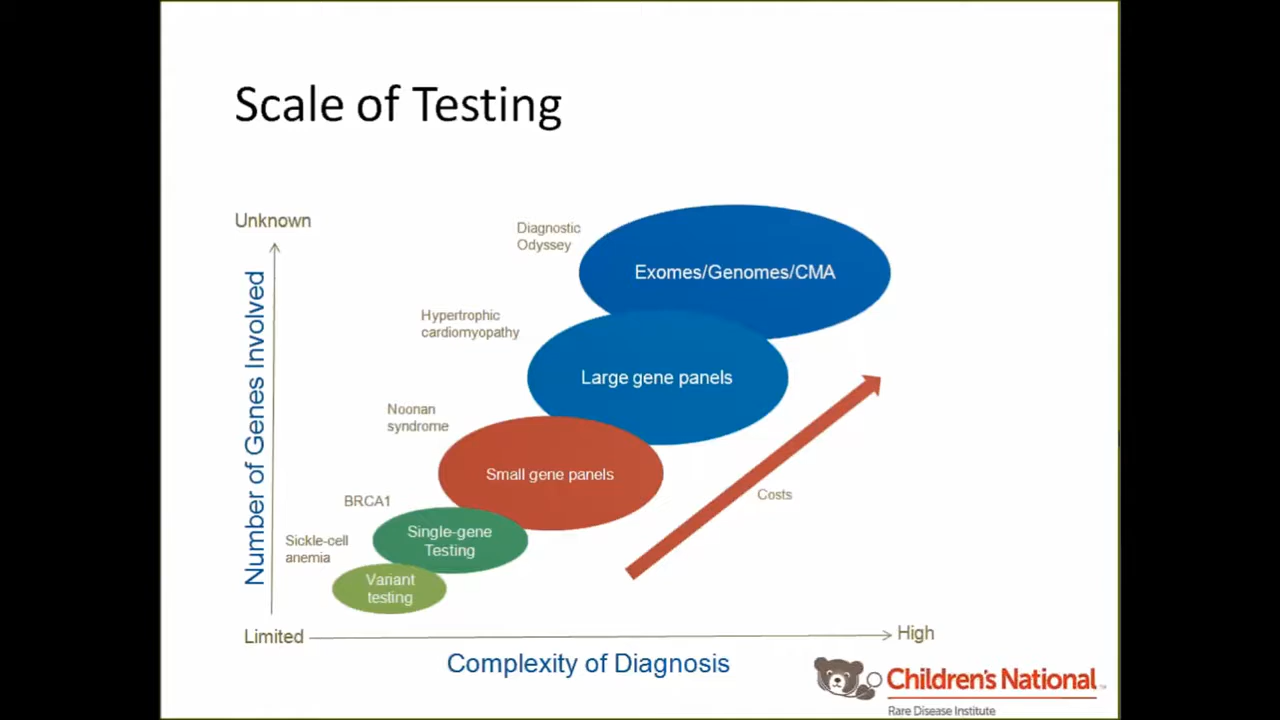 Scale of Testing
Unknown
Diagnostic
Odyssey
Exomes/Genomes/CMA
Hypertrophic
cardiomyopathy
Large gene panels
Noonan
syndrome
Small gene panels
BRCA1
Single-gene
Testing
Sickle-cell
anemia
Variant
testing
Costs
Number of Genes Involved
Limited
High
Complexity of Diagnosis
Children's National
Rare Disease Institute